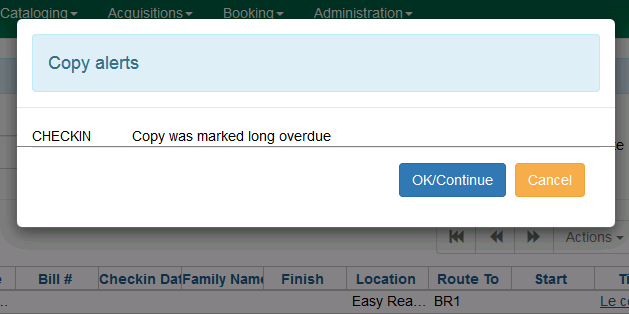 Cataloging Acquisitions Booking Administration
Copy alerts
CHECKIN Copy was marked long overdue
OK/Continue Cancel
Actions
Bill # Checkin Dat Family Name Finish Location Route To Start
Easy Rea... BR1 Le c